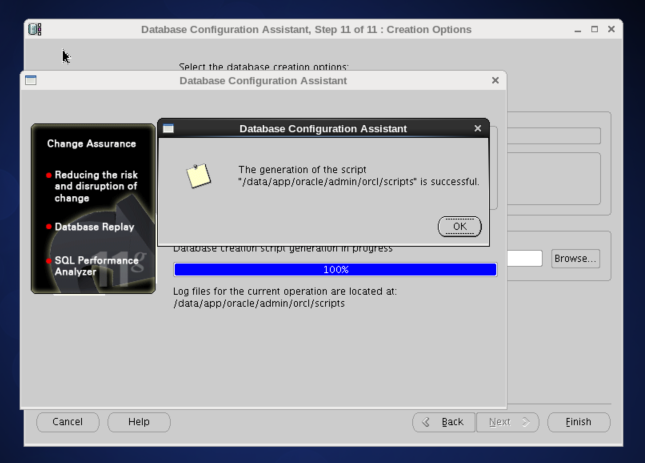 Database Configuration Assistant, Step 11 of 11 : Creation Options
Select the database creation options:
Database Configuration Assistant
Change Assurance
Reducing the risk
and disruption of
change
Database Replay
SQL Performance
Analyzer
11g
Database Configuration Assistant
The generation of the script
"/data/app/oracle/admin/orcl/scripts" is successful.
OK
Database creation script generation in progress
100%
Log files for the current operation are located at:
/data/app/oracle/admin/orcl/scripts
Browse...
Cancel
Help
Back
Next
Finish